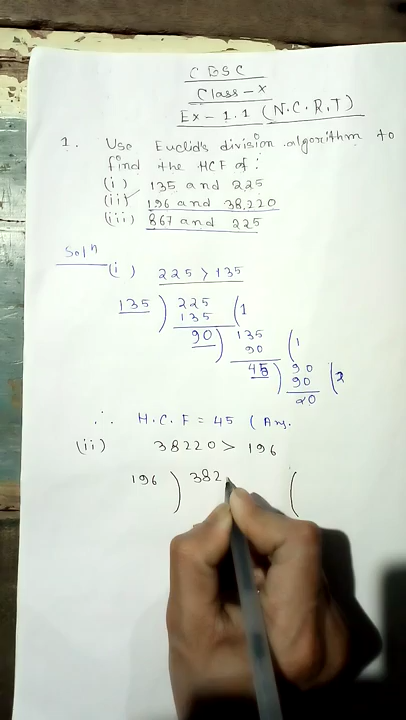 CBSC
Class-X
Ex-1.1 (N.C.R.T)
1. Use Euclid's division algorithm to
find the HCF of:
(i) 135 and 225
(ii) 196 and 38,220
(iii) 867 and 225
Solⁿ (i) 225 > 135
135 ) 225 (1
135
90 ) 135 (1
90
45 ) 90 (2
90
∴ H.C.F = 45 (Ans.
(ii) 38220 > 196
196 ) 382 (